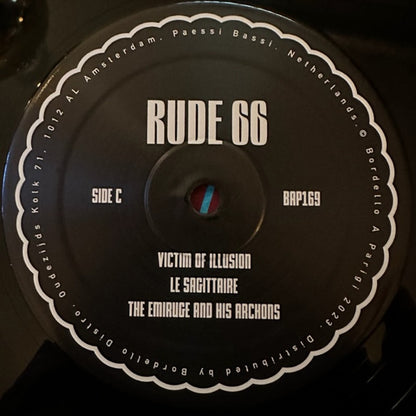 RUDE 66
SIDE C
BAP169
VICTIM OF ILLUSION
LE SAGITTAIRE
THE EMIRUGE AND HIS ARCHONS
Oudezijds Kolk 71, 1012 AL Amsterdam, Paessi Bassi, Netherlands.© Bordello A Parigi 2023. Distributed by Bordello Distro.